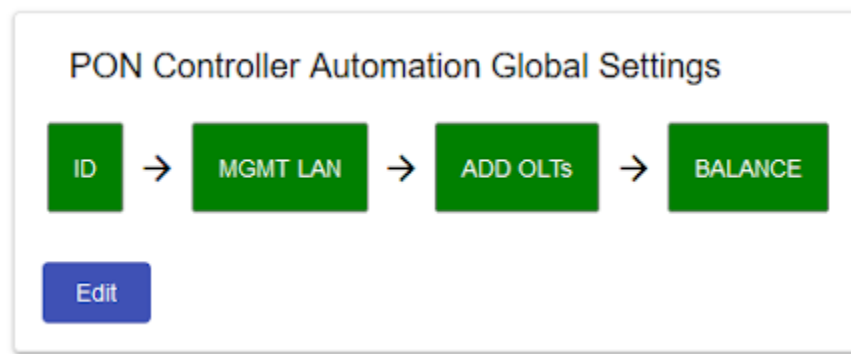 PON Controller Automation Global Settings
ID → MGMT LAN → ADD OLTs → BALANCE
Edit